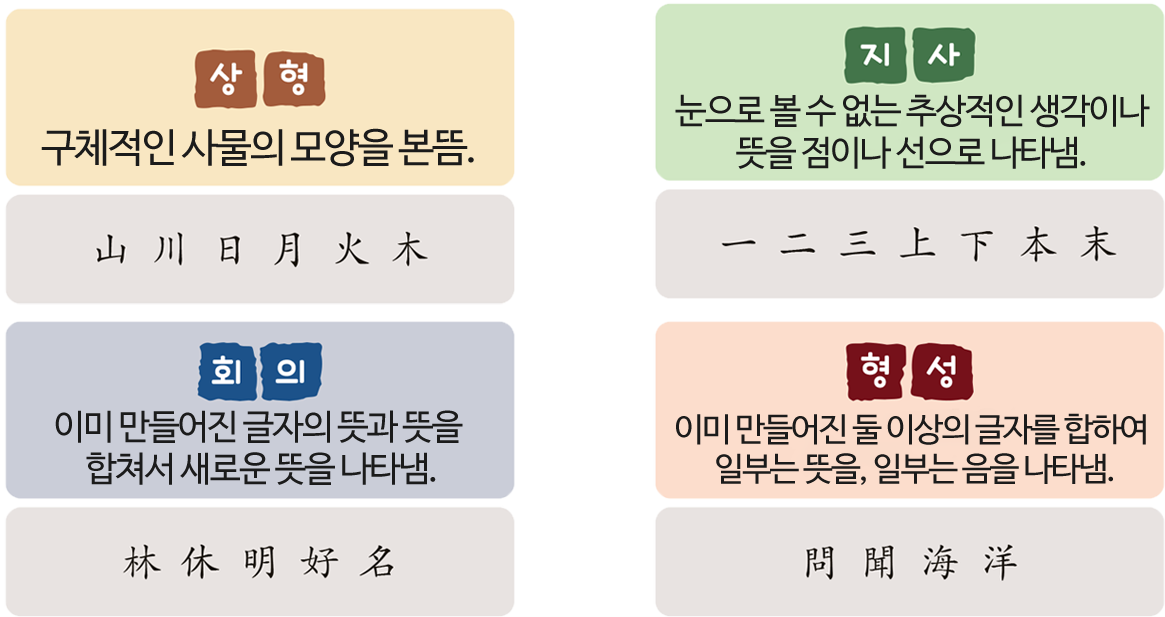 상형
구체적인 사물의 모양을 본뜸.
山 川 日 月 火 木
지사
눈으로 볼 수 없는 추상적인 생각이나
뜻을 점이나 선으로 나타냄.
一 二 三 上 下 本 末
회의
이미 만들어진 글자의 뜻과 뜻을
합쳐서 새로운 뜻을 나타냄.
林 休 明 好 名
형성
이미 만들어진 둘 이상의 글자를 합하여
일부는 뜻을, 일부는 음을 나타냄.
問 聞 海 洋